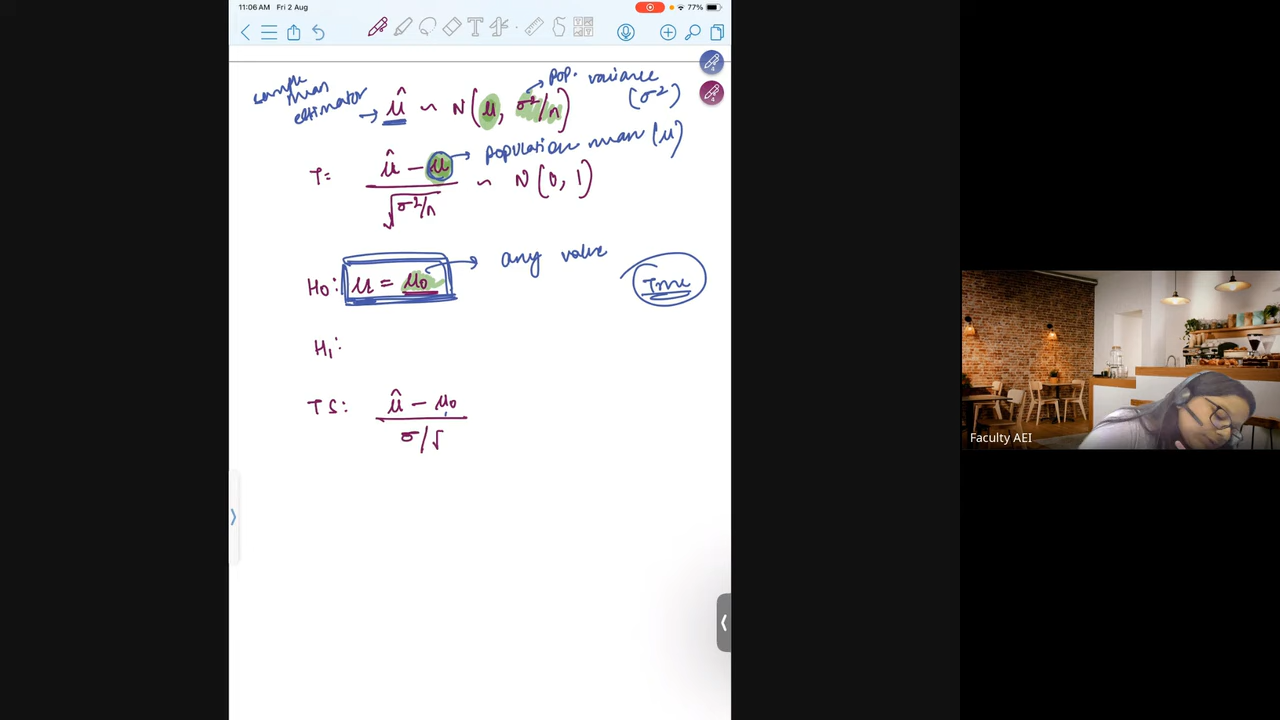 11:06 AM Fri 2 Aug
77%
pop. variance
(σ²)
sample mean estimator → μ̂ ~ N(μ, σ²/n)
→ population mean (μ)
T = (μ̂ − μ) / √(σ²/n) ~ N(0, 1)
H0: μ = μ0 → any value
True
H1:
TS: (μ̂ − μ0) / (σ/√
Faculty AEI